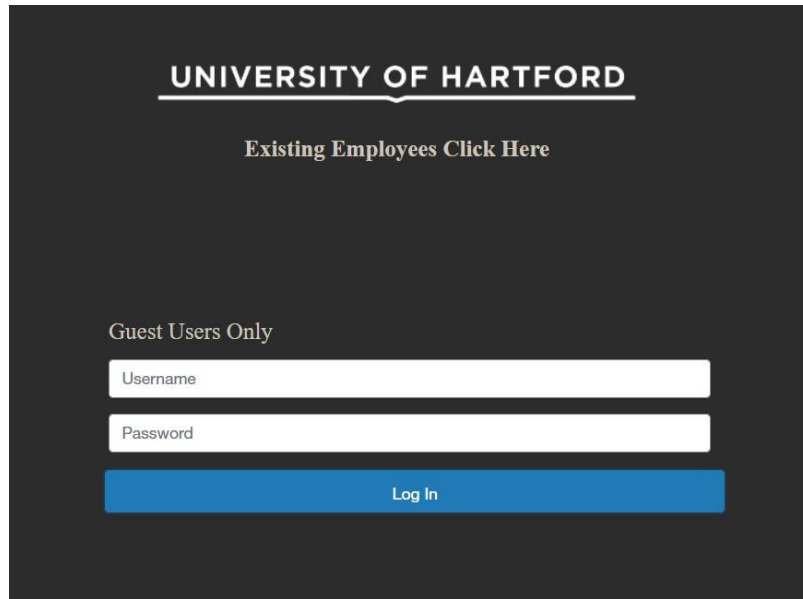 UNIVERSITY OF HARTFORD
Existing Employees Click Here
Guest Users Only
Username
Password
Log In